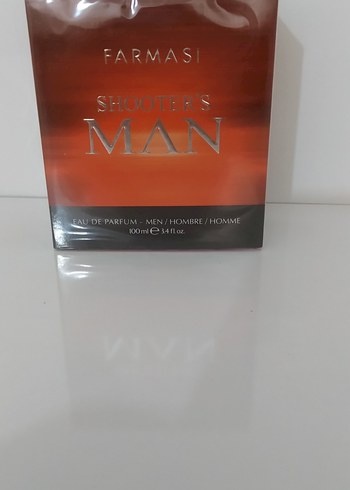 FARMASI
SHOOTER'S
MAN
EAU DE PARFUM - MEN / HOMBRE / HOMME
100 ml ℮ 3.4 fl. oz.